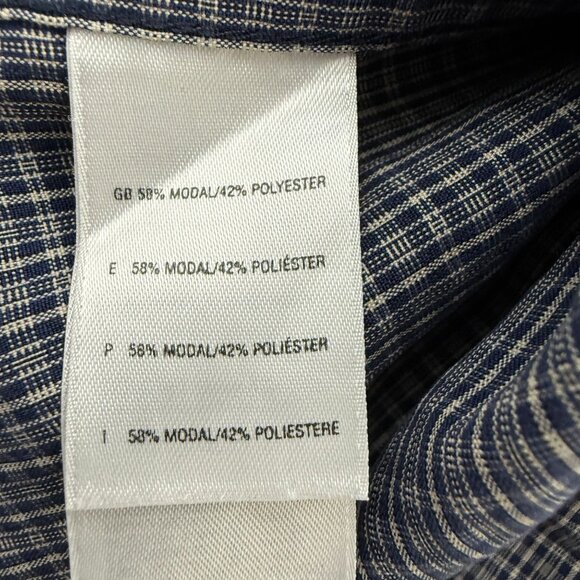 GB 58% MODAL/42% POLYESTER
E 58% MODAL/42% POLIÉSTER
P 58% MODAL/42% POLIÉSTER
I 58% MODAL/42% POLIESTERE